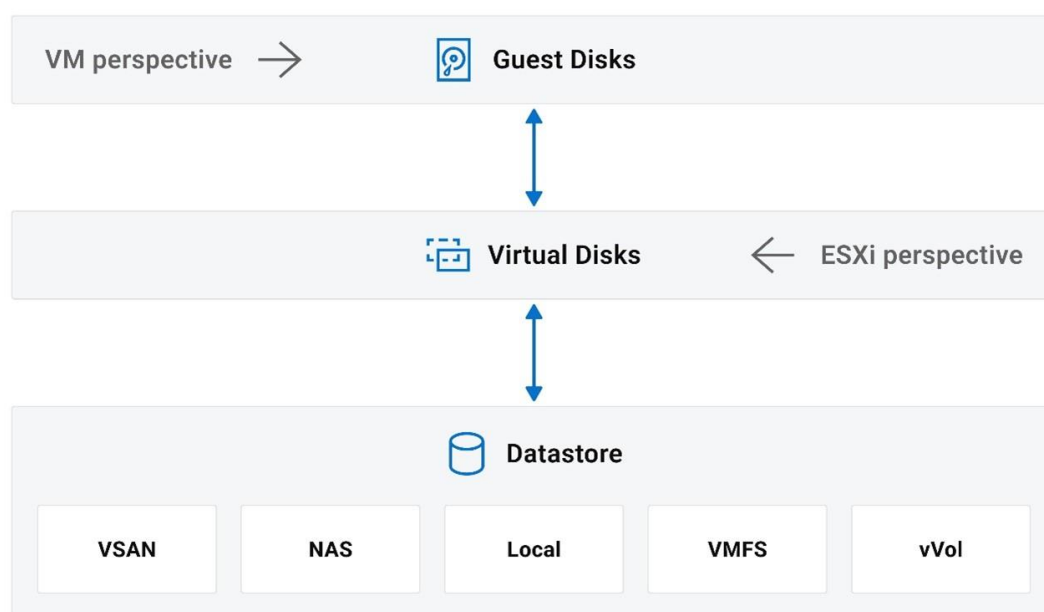 VM perspective
Guest Disks
Virtual Disks
ESXi perspective
Datastore
VSAN
NAS
Local
VMFS
vVol